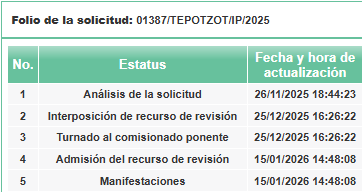 Folio de la solicitud: 01387/TEPOTZOT/IP/2025
No. Estatus Fecha y hora de actualización
1 Análisis de la solicitud 26/11/2025 18:44:23
2 Interposición de recurso de revisión 25/12/2025 16:26:22
3 Turnado al comisionado ponente 25/12/2025 16:26:22
4 Admisión del recurso de revisión 15/01/2026 14:48:08
5 Manifestaciones 15/01/2026 14:48:08